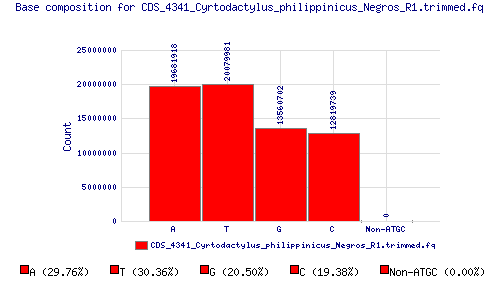 Base composition for CDS_4341_Cyrtodactylus_philippinicus_Negros_R1.trimmed.fq
25000000
20000000
15000000
10000000
5000000
0
Count
19681918
20079981
13560702
12819739
0
A T G C Non-ATGC
CDS_4341_Cyrtodactylus_philippinicus_Negros_R1.trimmed.fq
A (29.76%) T (30.36%) G (20.50%) C (19.38%) Non-ATGC (0.00%)